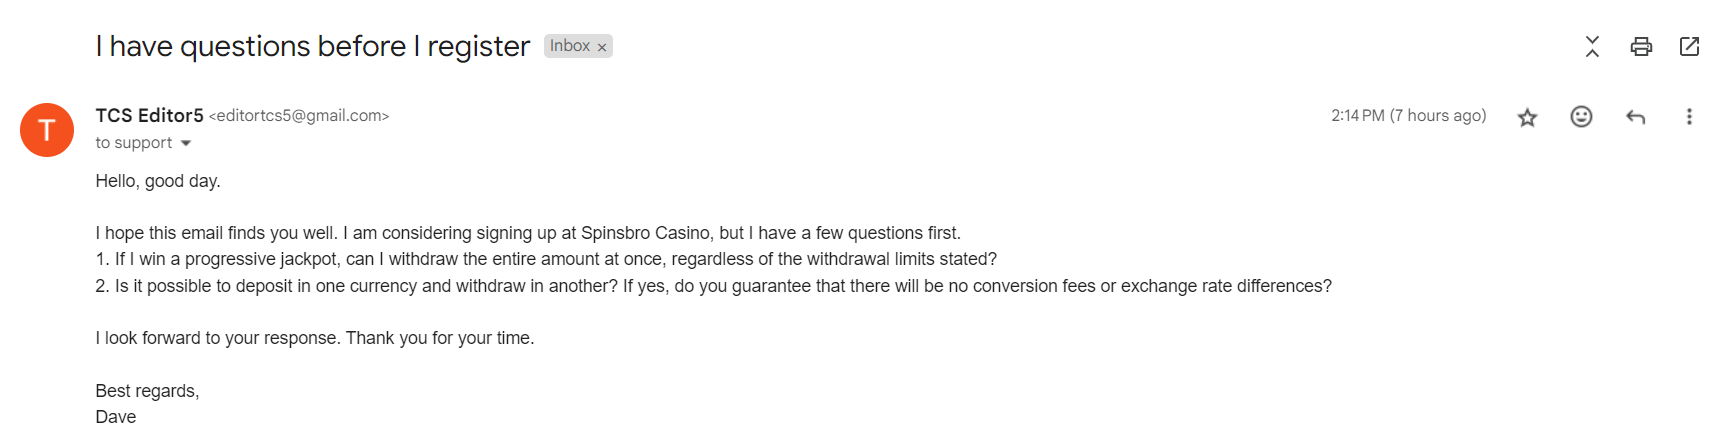 I have questions before I register Inbox x
T
TCS Editor5 <editortcs5@gmail.com> 2:14 PM (7 hours ago)
to support
Hello, good day.
I hope this email finds you well. I am considering signing up at Spinsbro Casino, but I have a few questions first.
1. If I win a progressive jackpot, can I withdraw the entire amount at once, regardless of the withdrawal limits stated?
2. Is it possible to deposit in one currency and withdraw in another? If yes, do you guarantee that there will be no conversion fees or exchange rate differences?
I look forward to your response. Thank you for your time.
Best regards,
Dave